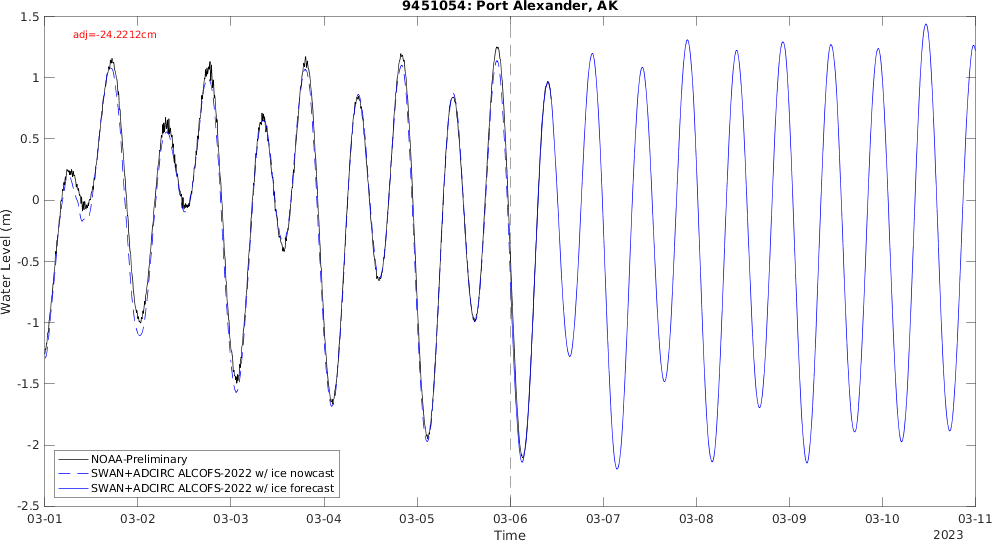 9451054: Port Alexander, AK
adj=-24.2212cm
1.5
1
0.5
0
-0.5
-1
-1.5
-2
-2.5
Water Level (m)
NOAA-Preliminary
SWAN+ADCIRC ALCOFS-2022 w/ ice nowcast
SWAN+ADCIRC ALCOFS-2022 w/ ice forecast
03-01 03-02 03-03 03-04 03-05 03-06 03-07 03-08 03-09 03-10 03-11
Time
2023